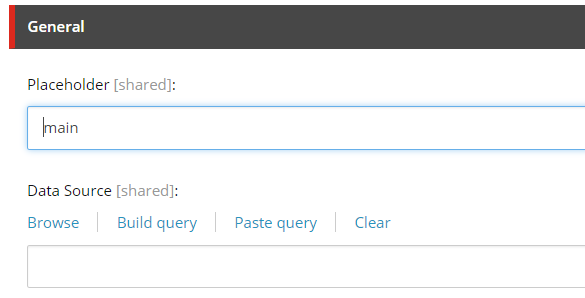 General
Placeholder [shared]:
main
Data Source [shared]:
Browse Build query Paste query Clear